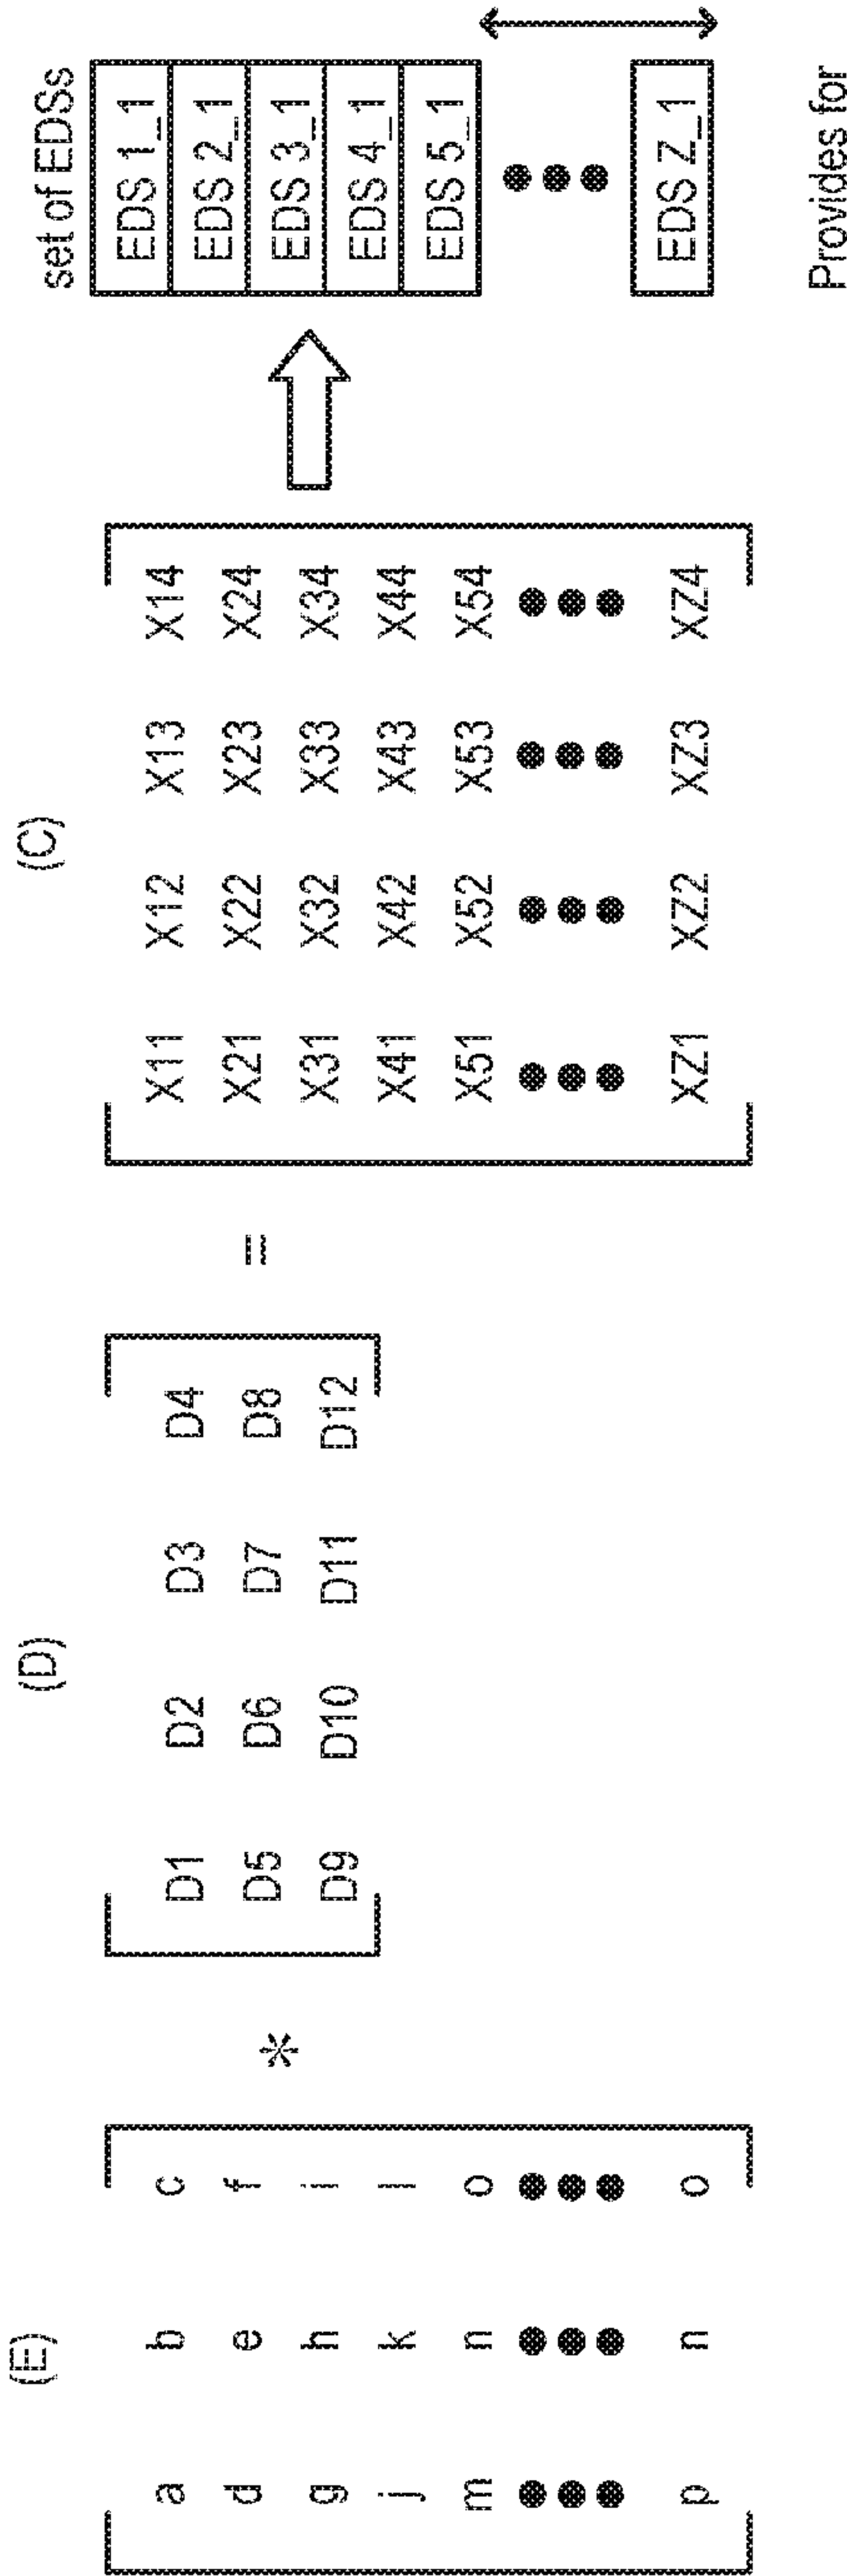 (E) (D) (C) set of EDSs
a b c D1 D2 D3 D4 X11 X12 X13 X14 EDS 1_1
d e f * D5 D6 D7 D8 = X21 X22 X23 X24 EDS 2_1
g h i D9 D10 D11 D12 X31 X32 X33 X34 EDS 3_1
j k l X41 X42 X43 X44 EDS 4_1
m n o X51 X52 X53 X54 EDS 5_1
p n o XZ1 XZ2 XZ3 XZ4 EDS Z_1
Provides for